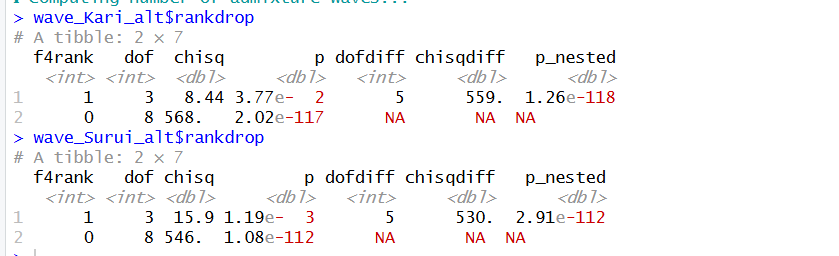 ℹ Computing number of admixture waves...
> wave_Kari_alt$rankdrop
# A tibble: 2 × 7
  f4rank   dof  chisq         p dofdiff chisqdiff   p_nested
   <int> <int>  <dbl>     <dbl>   <int>     <dbl>      <dbl>
1      1     3   8.44 3.77e-  2       5      559.  1.26e-118
2      0     8 568.   2.02e-117      NA       NA  NA
> wave_Surui_alt$rankdrop
# A tibble: 2 × 7
  f4rank   dof chisq         p dofdiff chisqdiff   p_nested
   <int> <int> <dbl>     <dbl>   <int>     <dbl>      <dbl>
1      1     3  15.9 1.19e-  3       5      530.  2.91e-112
2      0     8 546.  1.08e-112      NA       NA  NA
>